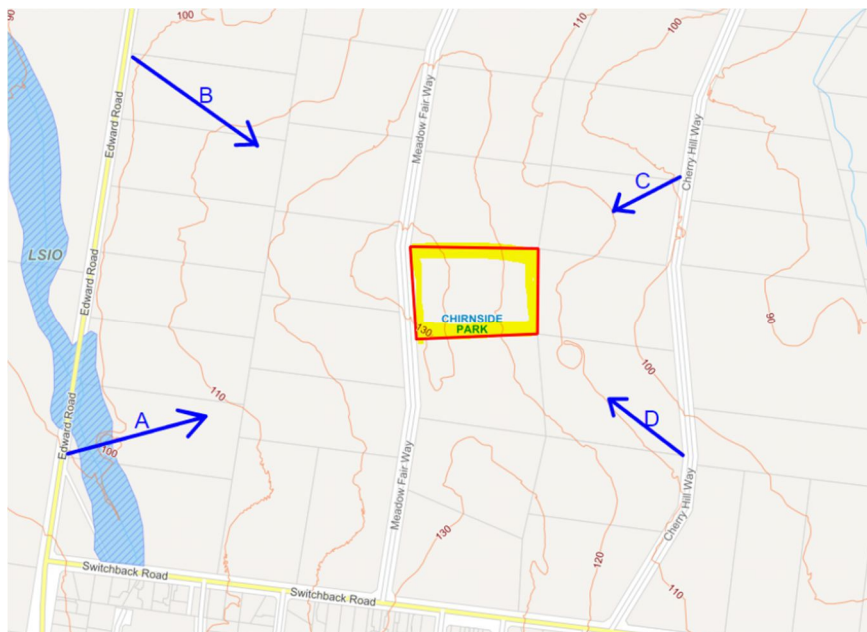 90
100
110
100
B
Edward Road
Meadow Fair Way
Cherry Hill Way
C
LSIO
Edward Road
CHIRNSIDE
PARK
130
90
100
110
A
D
Edward Road
100
Meadow Fair Way
130
Cherry Hill Way
120
110
Switchback Road
Switchback Road